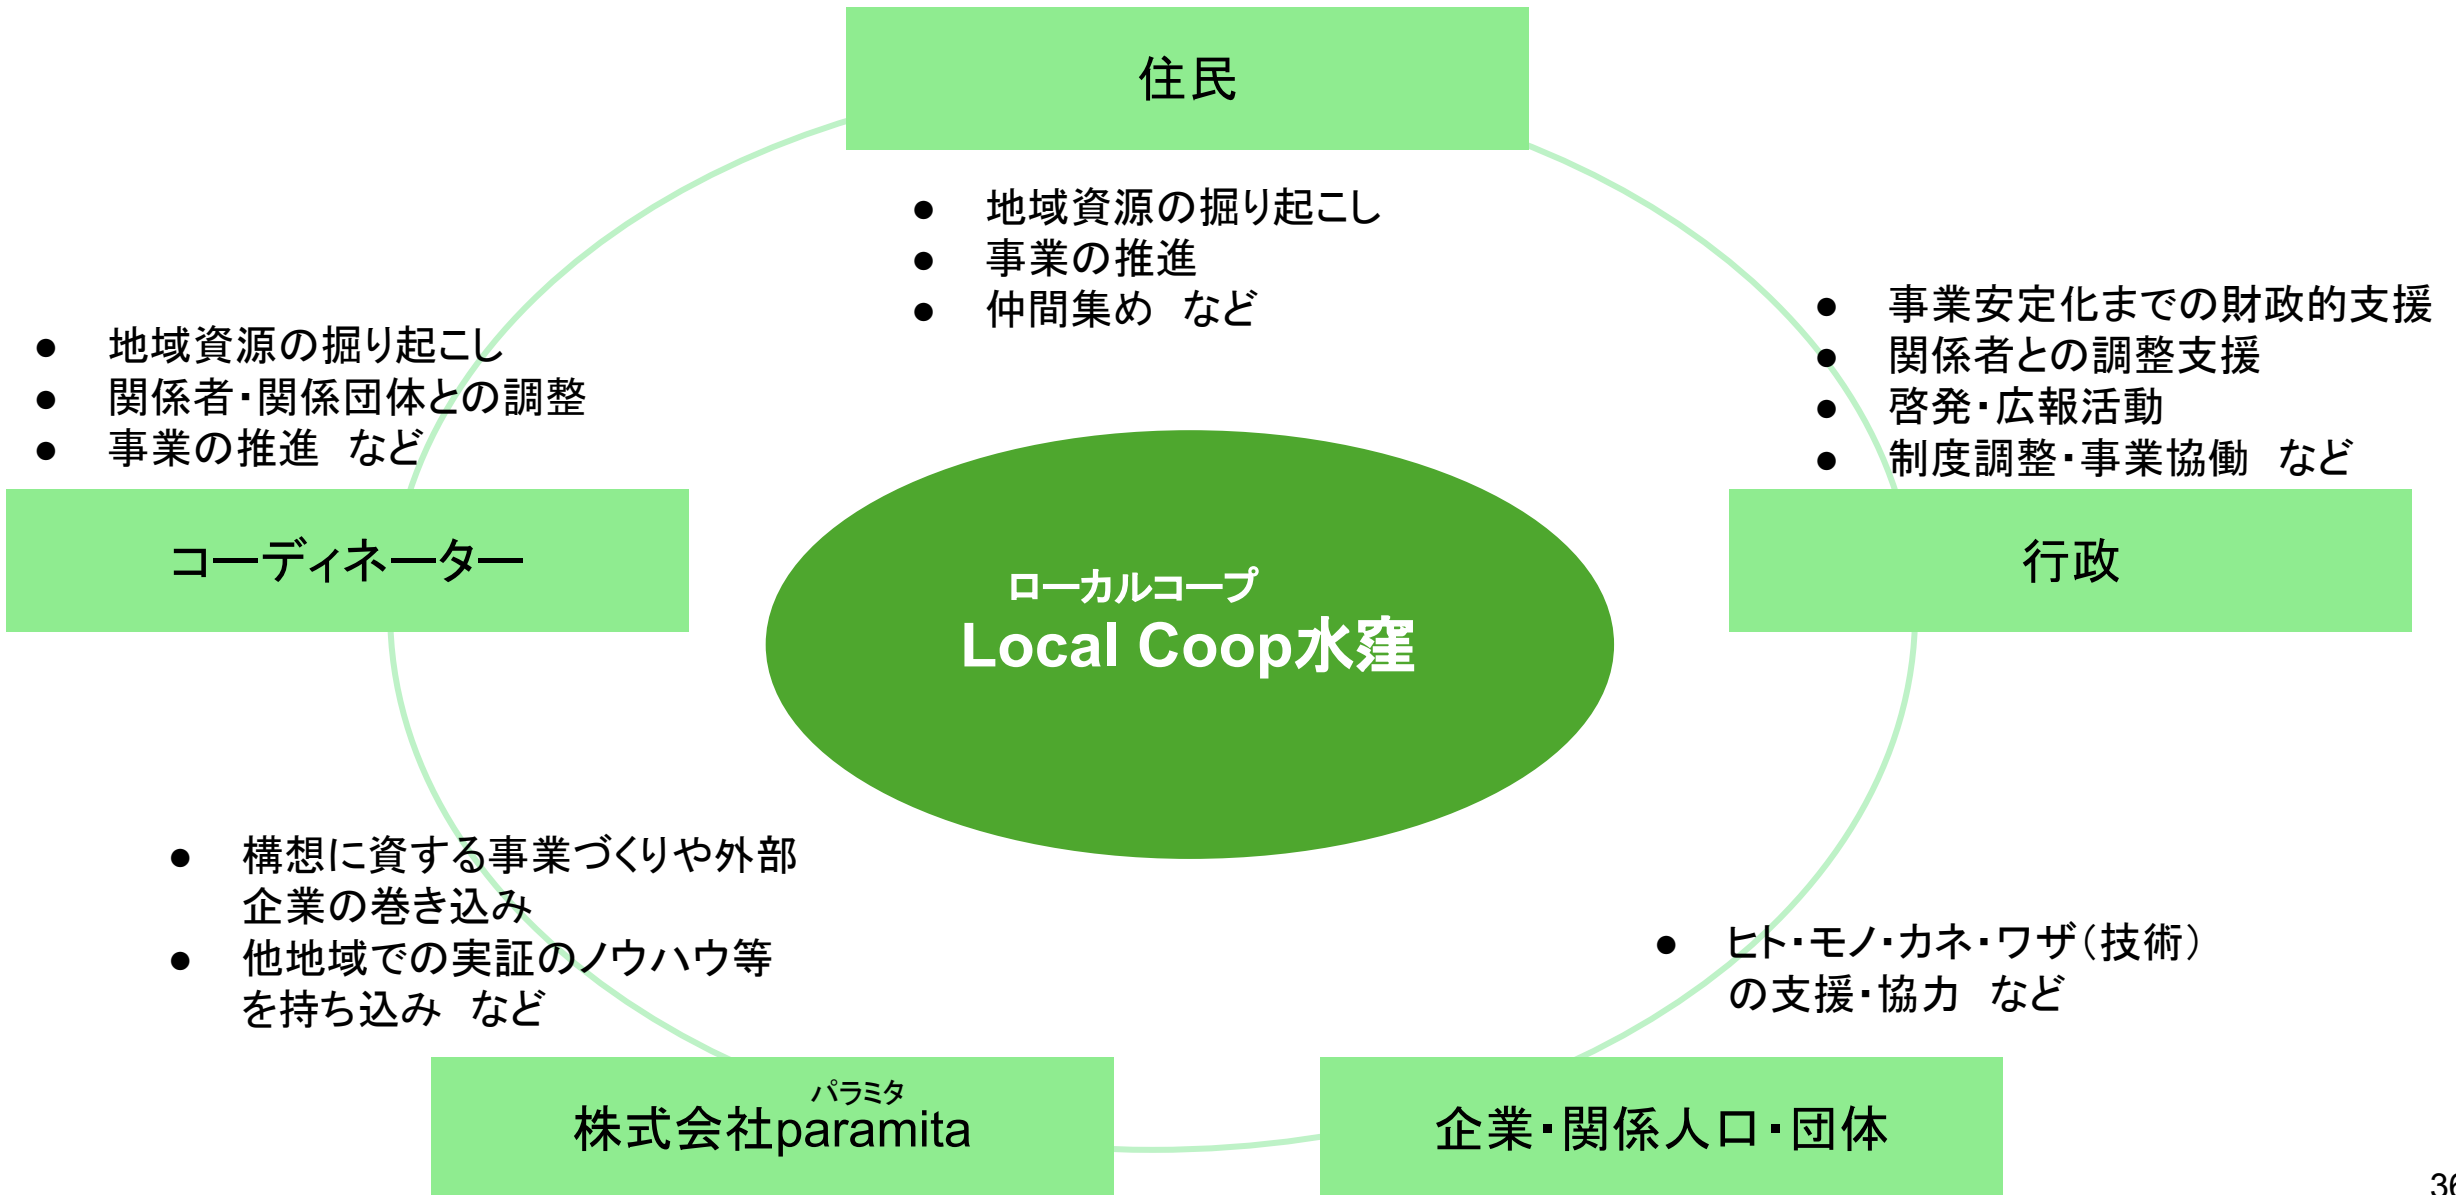 住民
● 地域資源の掘り起こし
● 事業の推進
● 仲間集め　など
● 事業安定化までの財政的支援
● 関係者との調整支援
● 啓発・広報活動
● 制度調整・事業協働　など
行政
● 地域資源の掘り起こし
● 関係者・関係団体との調整
● 事業の推進　など
コーディネーター
ローカルコープ
Local Coop水窪
● 構想に資する事業づくりや外部
企業の巻き込み
● 他地域での実証のノウハウ等
を持ち込み　など
パラミタ
株式会社paramita
● ヒト・モノ・カネ・ワザ（技術）
の支援・協力　など
企業・関係人口・団体
36